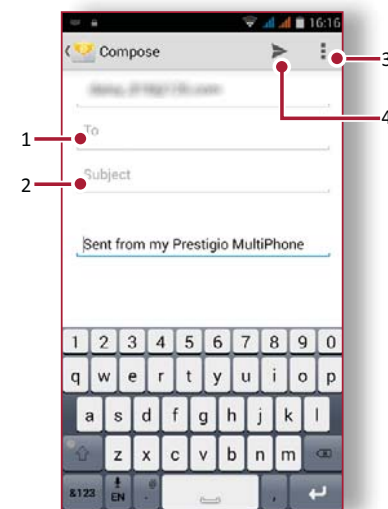 16:16
Compose
3
4
1 To
2 Subject
Sent from my Prestigio MultiPhone
1 2 3 4 5 6 7 8 9 0
q w e r t y u i o p
a s d f g h j k l
z x c v b n m
&123 EN . ,